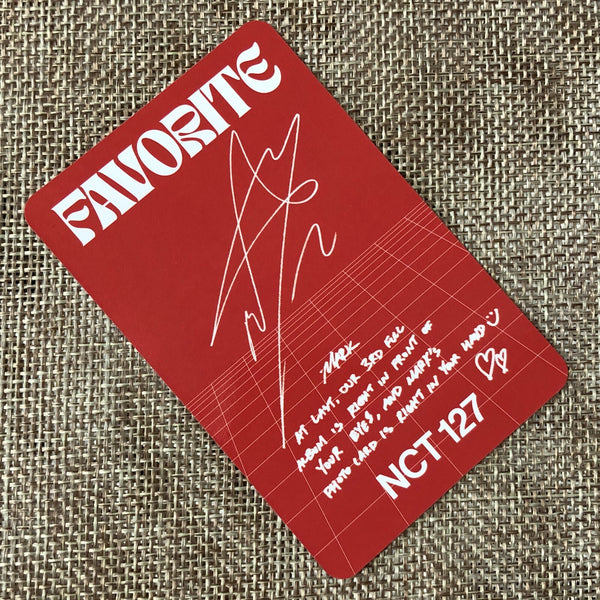 FAVORITE
MARK
AT LAST, OUR 3RD FULL
ALBUM IS RIGHT IN FRONT OF
YOUR EYES, AND MARK'S
PHOTO CARD IS RIGHT IN YOUR HAND
NCT 127